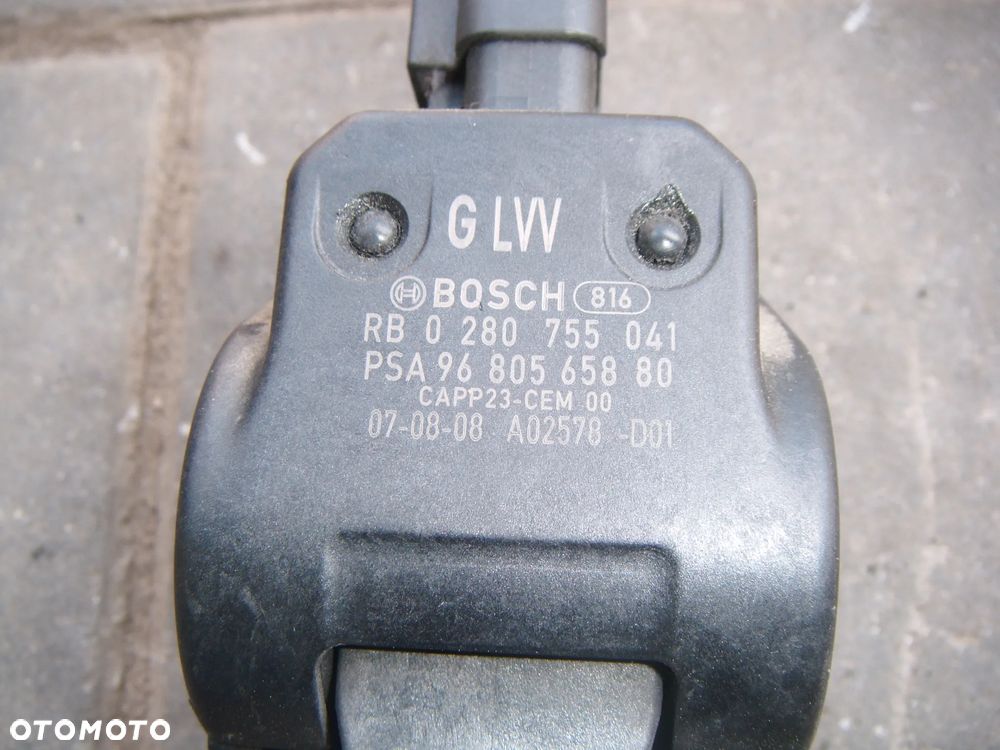 G LVV
BOSCH 816
RB 0 280 755 041
PSA 96 805 658 80
CAPP23-CEM 00
07-08-08 A02578 -D01
OTOMOTO